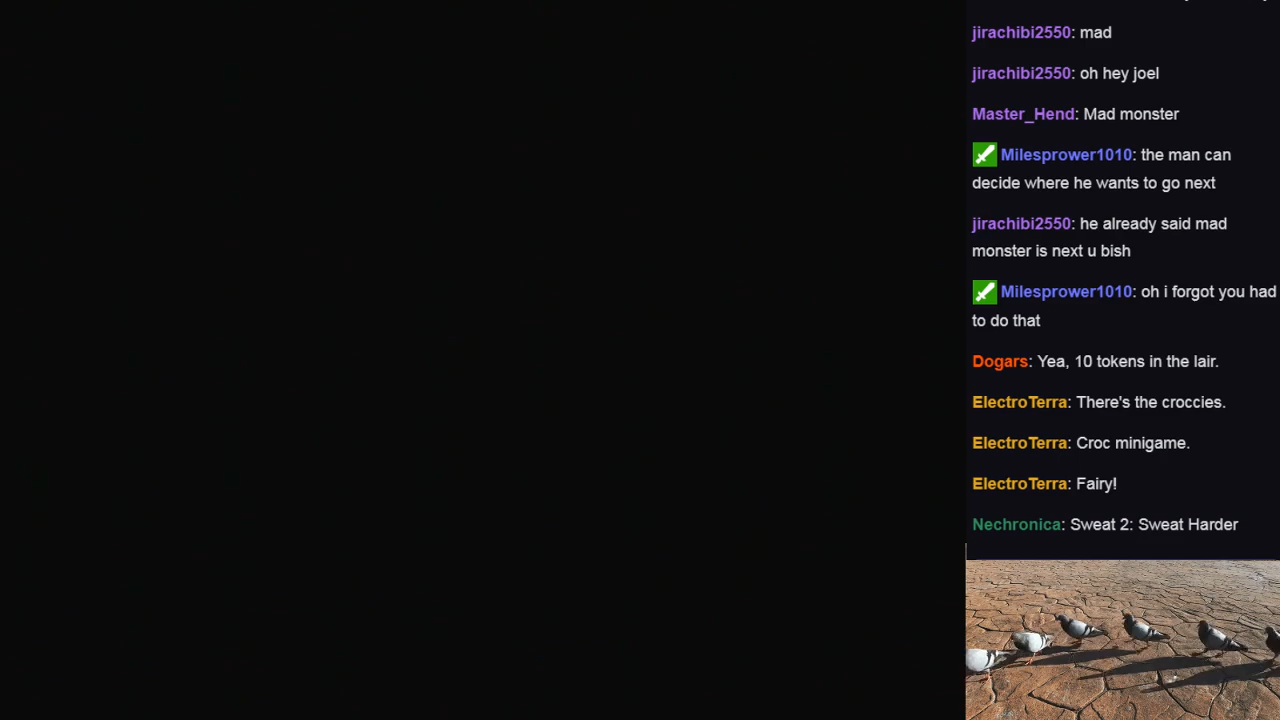 jirachibi2550: mad
jirachibi2550: oh hey joel
Master_Hend: Mad monster
Milesprower1010: the man can
decide where he wants to go next
jirachibi2550: he already said mad
monster is next u bish
Milesprower1010: oh i forgot you had
to do that
Dogars: Yea, 10 tokens in the lair.
ElectroTerra: There's the croccies.
ElectroTerra: Croc minigame.
ElectroTerra: Fairy!
Nechronica: Sweat 2: Sweat Harder